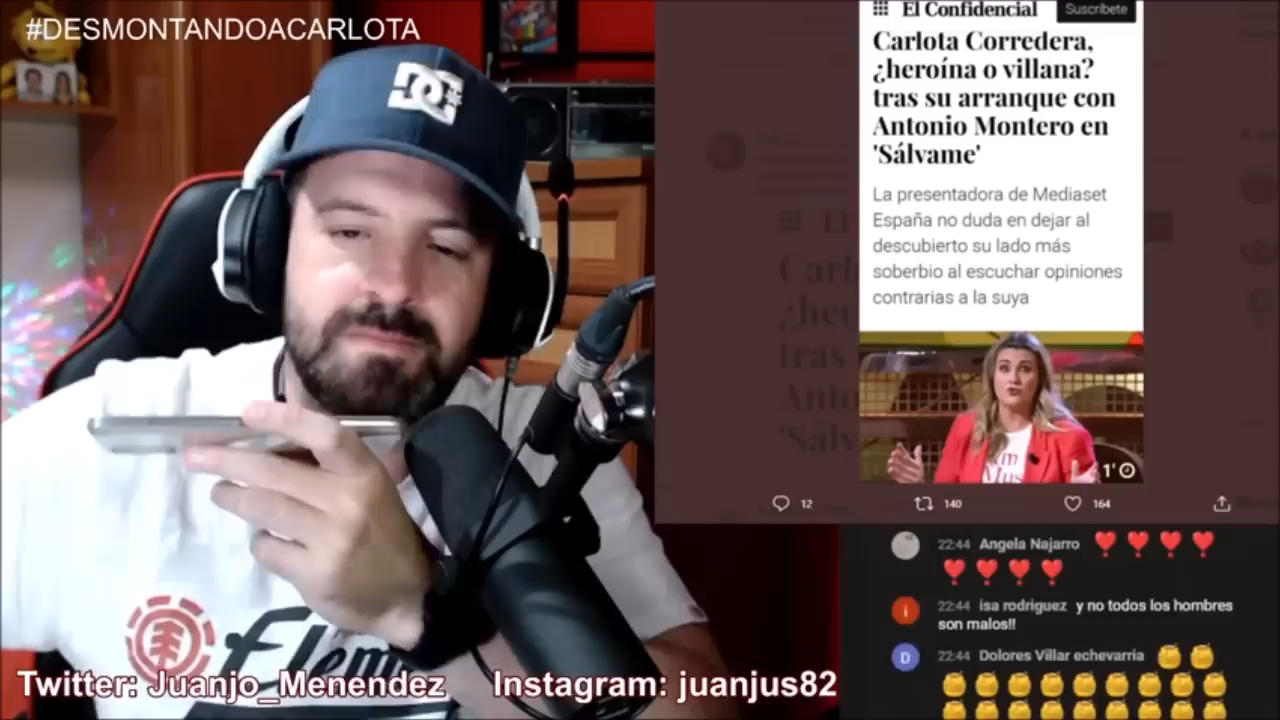 #DESMONTANDOACARLOTA
DC
El Confidencial
Suscríbete
Carlota Corredera,
¿heroína o villana?
tras su arranque con
Antonio Montero en
'Sálvame'
La presentadora de Mediaset
España no duda en dejar al
descubierto su lado más
soberbio al escuchar opiniones
contrarias a la suya
1'
12
140
164
22:44 Angela Najarro
i
22:44 isa rodriguez y no todos los hombres
son malos!!
D
22:44 Dolores Villar echevarria
Twitter: Juanjo_Menendez
Instagram: juanjus82